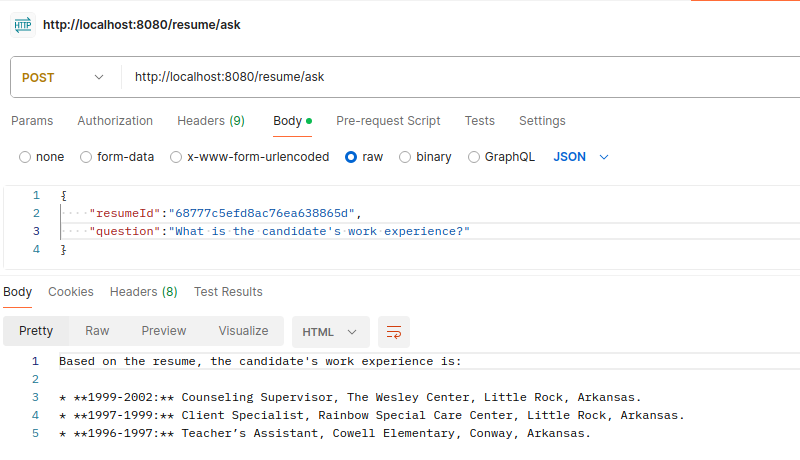 HTTP http://localhost:8080/resume/ask
POST http://localhost:8080/resume/ask
Params Authorization Headers (9) Body Pre-request Script Tests Settings
none form-data x-www-form-urlencoded raw binary GraphQL JSON
1 {
2 ····"resumeId":"68777c5efd8ac76ea638865d",
3 ····"question":"What·is·the·candidate's·work·experience?"
4 }
Body Cookies Headers (8) Test Results
Pretty Raw Preview Visualize HTML
1 Based on the resume, the candidate's work experience is:
2
3 * **1999-2002:** Counseling Supervisor, The Wesley Center, Little Rock, Arkansas.
4 * **1997-1999:** Client Specialist, Rainbow Special Care Center, Little Rock, Arkansas.
5 * **1996-1997:** Teacher’s Assistant, Cowell Elementary, Conway, Arkansas.